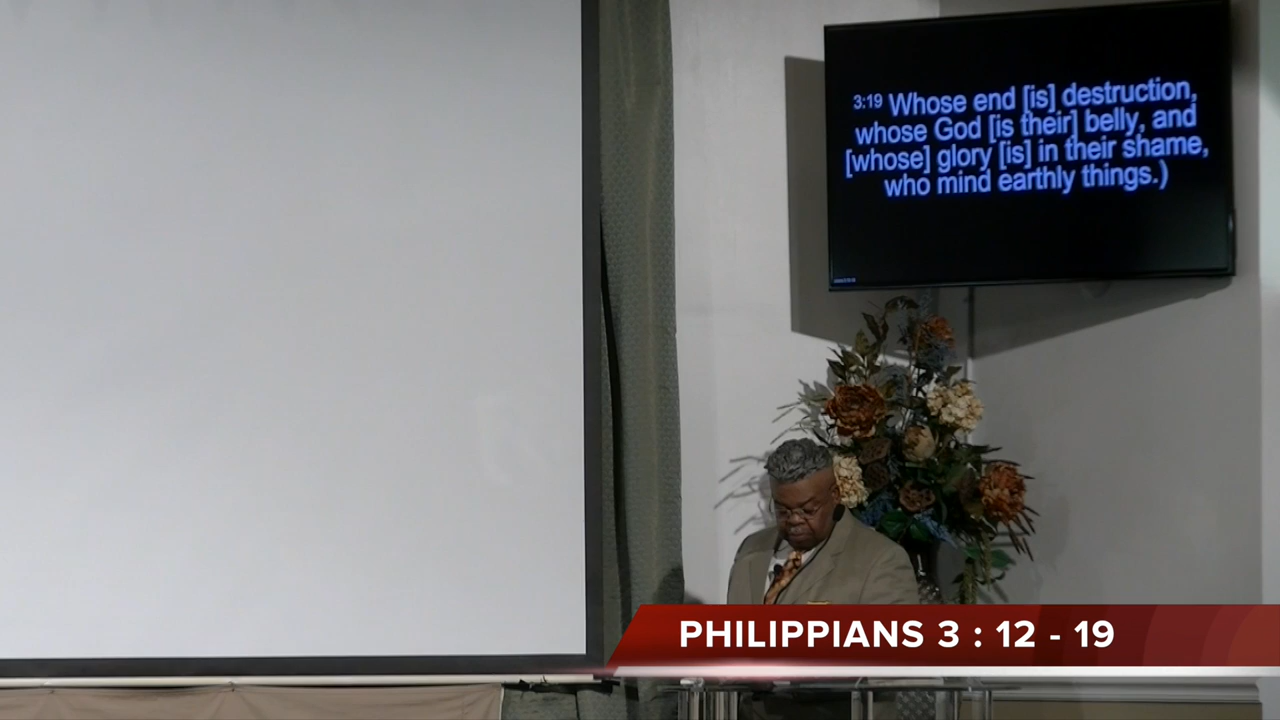 3:19 Whose end [is] destruction,
whose God [is their] belly, and
[whose] glory [is] in their shame,
who mind earthly things.)
PHILIPPIANS 3 : 12 - 19